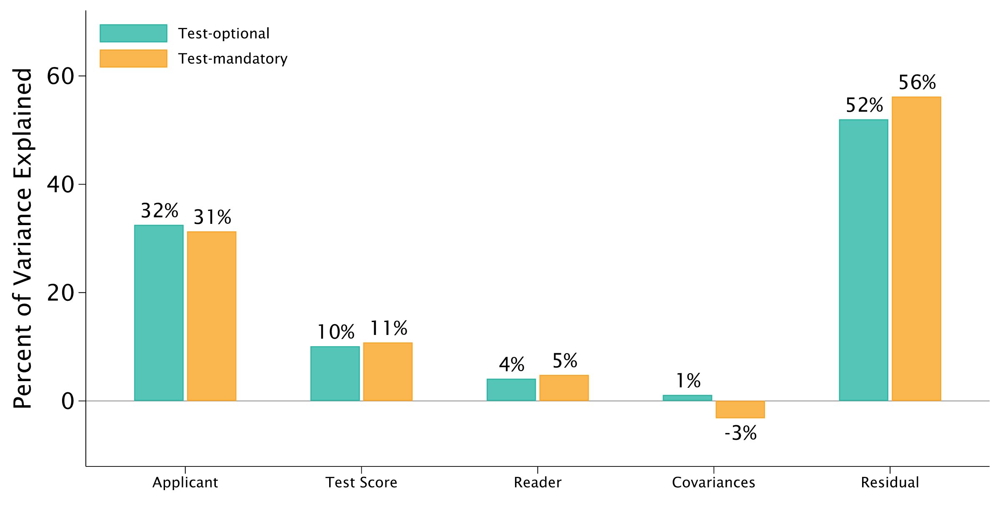 Test-optional
Test-mandatory
Percent of Variance Explained
60
40
20
0
32%
31%
10%
11%
4%
5%
1%
-3%
52%
56%
Applicant
Test Score
Reader
Covariances
Residual